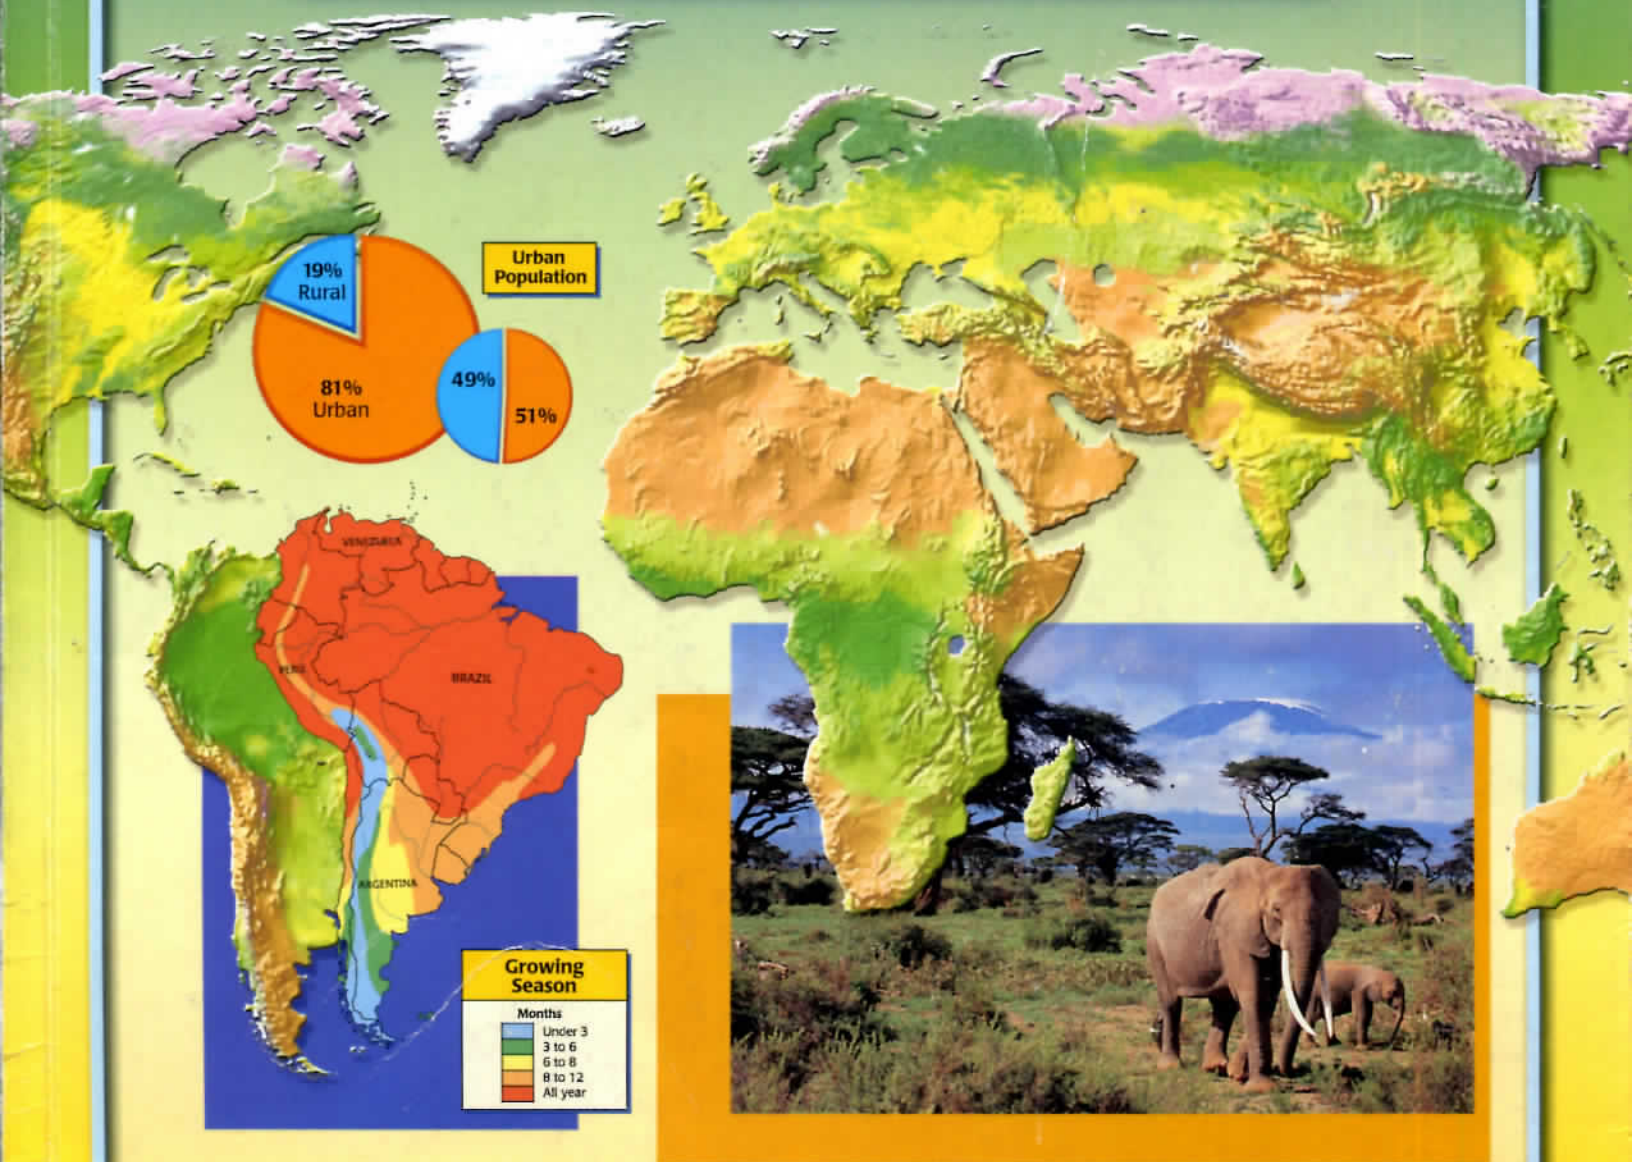 Urban
Population
19%
Rural
81%
Urban
49%
51%
VENEZUELA
PERU
BRAZIL
ARGENTINA
Growing
Season
Months
Under 3
3 to 6
6 to 8
8 to 12
All year